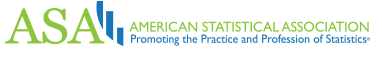 ASA AMERICAN STATISTICAL ASSOCIATION
Promoting the Practice and Profession of Statistics®